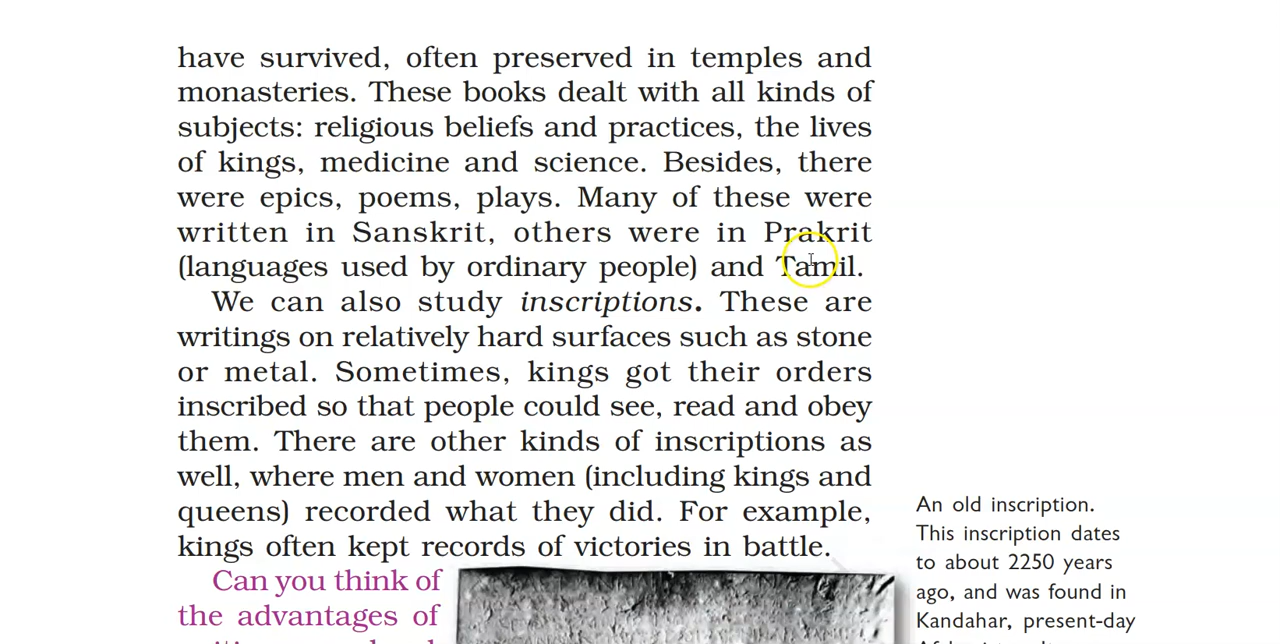 have survived, often preserved in temples and
monasteries. These books dealt with all kinds of
subjects: religious beliefs and practices, the lives
of kings, medicine and science. Besides, there
were epics, poems, plays. Many of these were
written in Sanskrit, others were in Prakrit
(languages used by ordinary people) and Tamil.
We can also study inscriptions. These are
writings on relatively hard surfaces such as stone
or metal. Sometimes, kings got their orders
inscribed so that people could see, read and obey
them. There are other kinds of inscriptions as
well, where men and women (including kings and
queens) recorded what they did. For example,
kings often kept records of victories in battle.
Can you think of
the advantages of
An old inscription.
This inscription dates
to about 2250 years
ago, and was found in
Kandahar, present-day